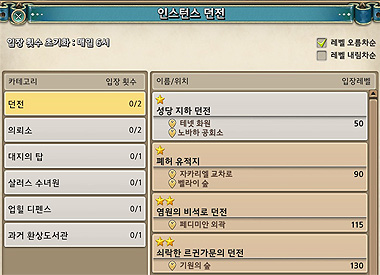 인스턴스 던전
입장 횟수 초기화 : 매일 6시
레벨 오름차순
레벨 내림차순
카테고리 입장 횟수
던전 0/2
의뢰소 0/2
대지의 탑 0/1
살러스 수녀원 0/1
업힐 디펜스 0/1
과거 환상도서관 0/1
이름/위치 입장레벨
성당 지하 던전
테넷 화원
노바하 공회소
50
폐허 유적지
자카리엘 교차로
벨라이 숲
90
염원의 비석로 던전
페디미안 외곽
115
쇠락한 르귄가문의 던전
기원의 숲
130